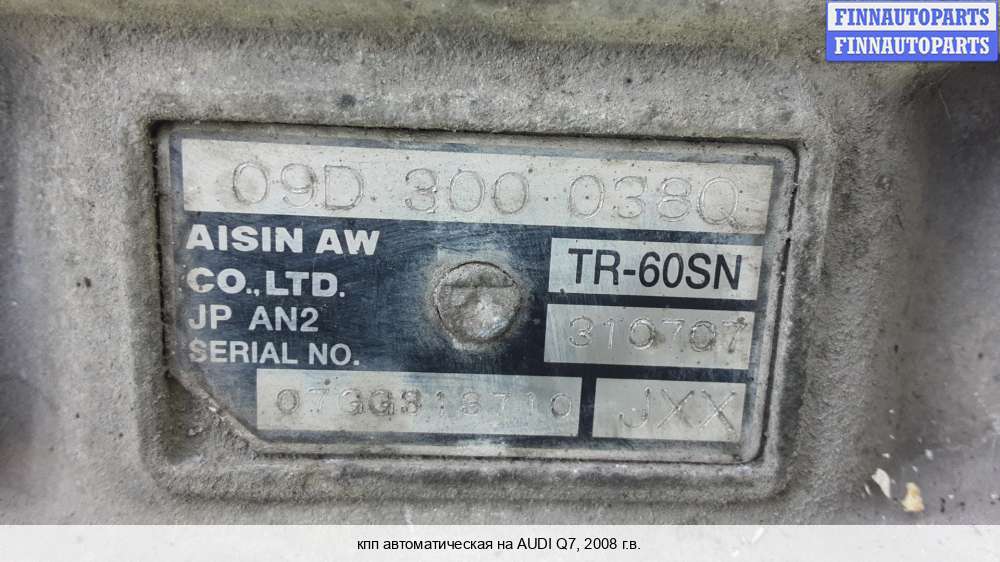 FINNAUTOPARTS
FINNAUTOPARTS
09D 300 038Q
AISIN AW
CO.,LTD.
JP AN2
SERIAL NO.
TR-60SN
310707
JXX
кпп автоматическая на AUDI Q7, 2008 г.в.